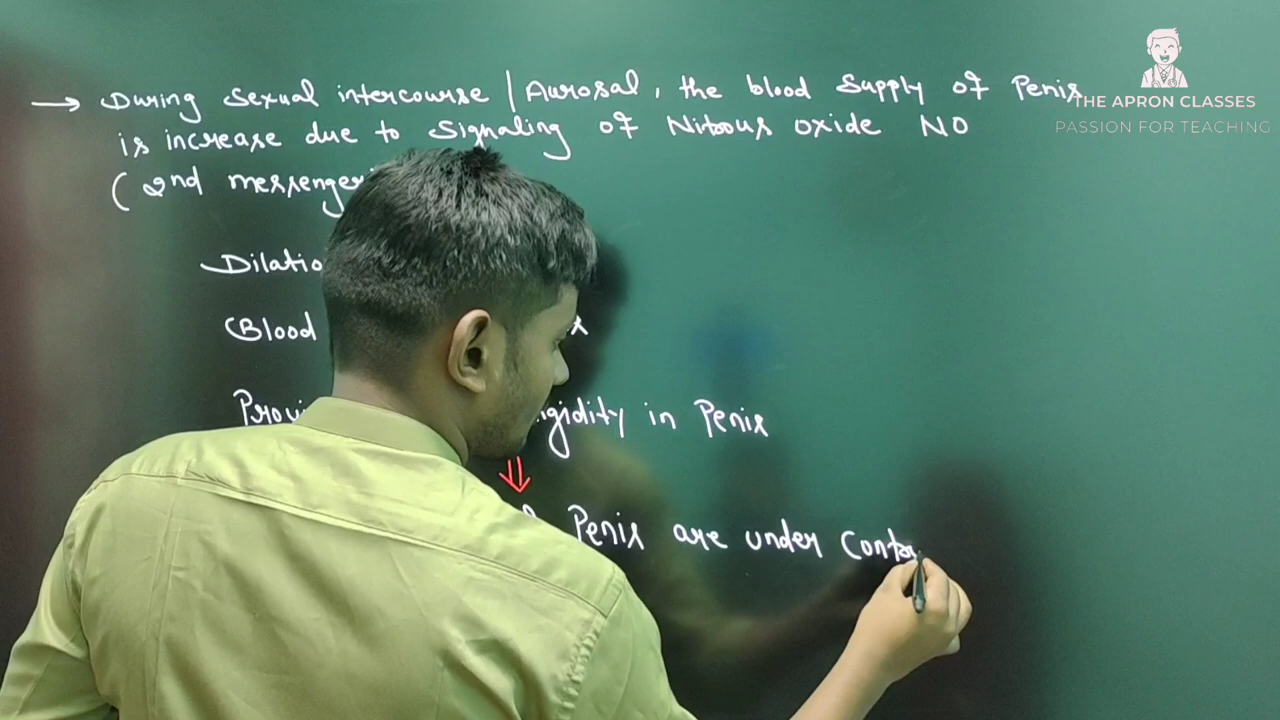 → During Sexual intercourse / Aurosal, the blood Supply of Penis
is increase due to Signaling of Nitrous oxide NO
(2nd messenger
Dilatio
Blood
Provi gidity in Penis
Penis are under Contr
THE APRON CLASSES
PASSION FOR TEACHING